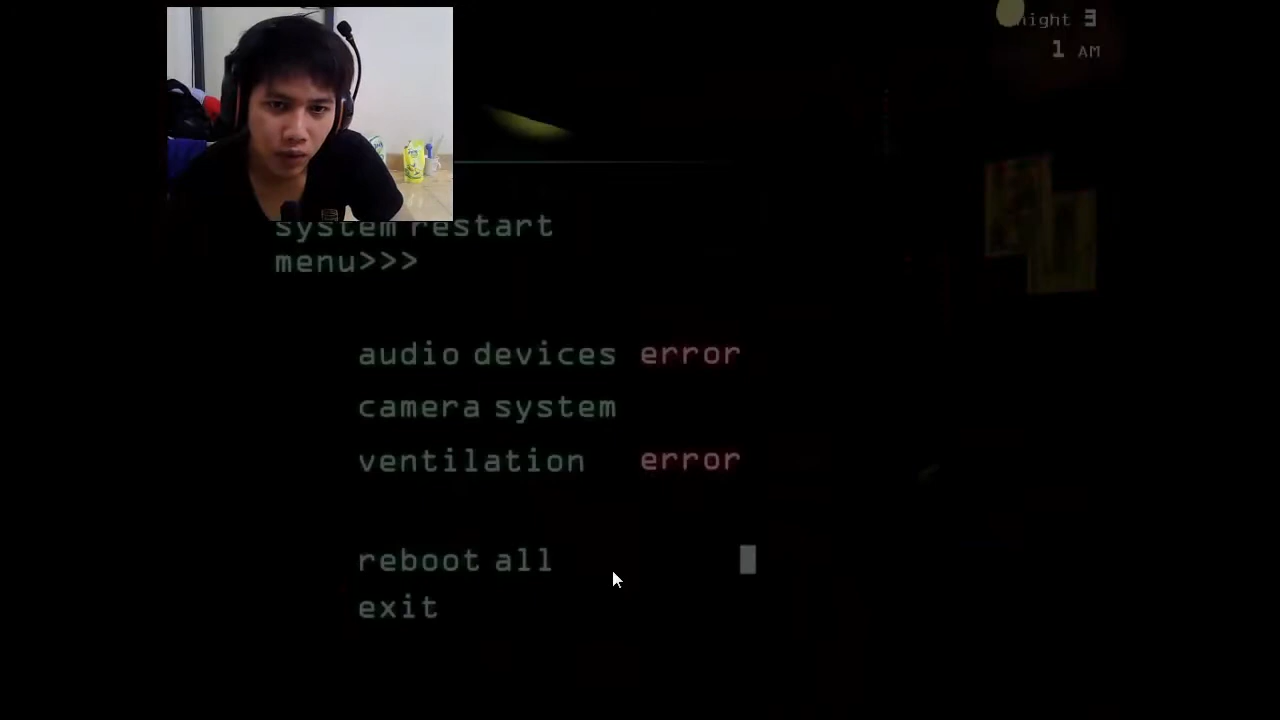 night 3
1 AM
system restart
menu>>>
audio devices error
camera system
ventilation error
reboot all
exit